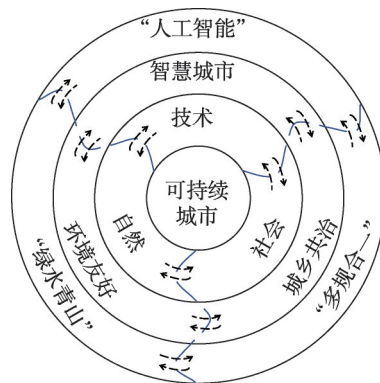 “人工智能”
智慧城市
技术
可持续
城市
自然
社会
环境友好
城乡共治
“绿水青山”
“多规合一”